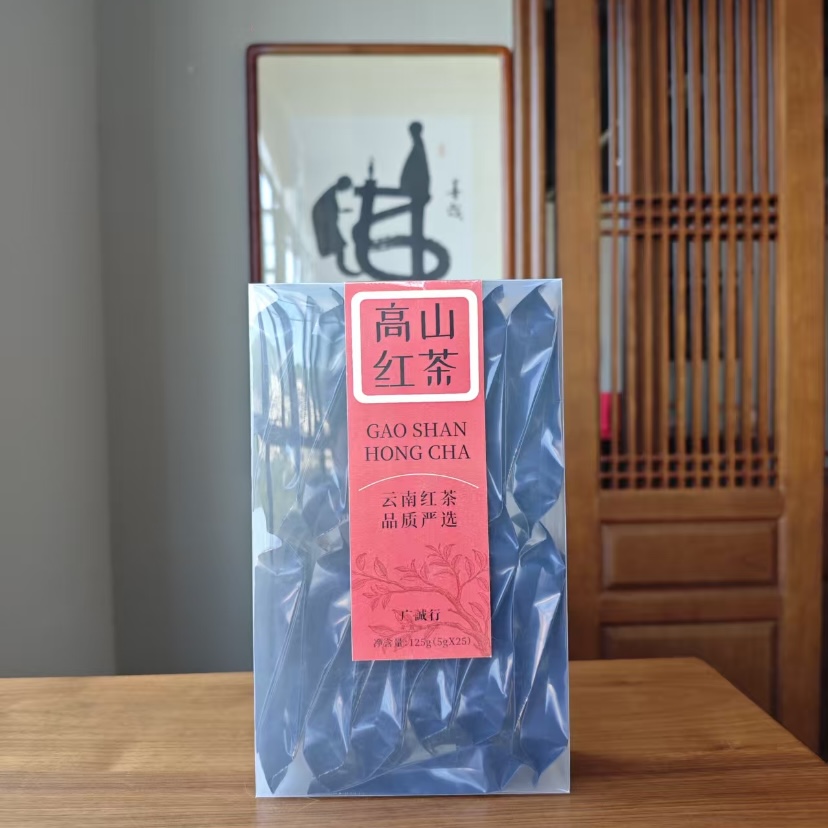 高山
红茶
GAO SHAN
HONG CHA
云南红茶
品质严选
广誠行
净含量:125g(5gX25)